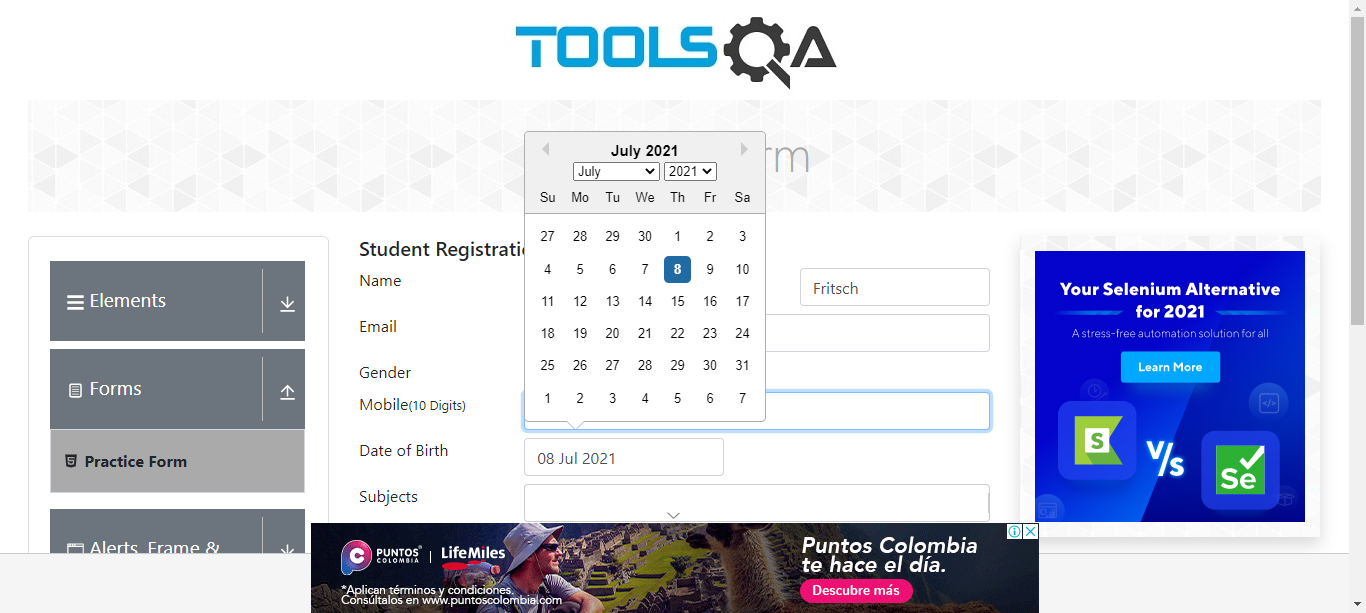 TOOLSQA
rm
July 2021
July 2021
Su Mo Tu We Th Fr Sa
27 28 29 30 1 2 3
4 5 6 7 8 9 10
11 12 13 14 15 16 17
18 19 20 21 22 23 24
25 26 27 28 29 30 31
1 2 3 4 5 6 7
Elements
Forms
Practice Form
Alerts, Frame &
Student Registrati
Name
Fritsch
Email
Gender
Mobile(10 Digits)
Date of Birth
08 Jul 2021
Subjects
Your Selenium Alternative
for 2021
A stress-free automation solution for all
Learn More
S
V/s
Se
PUNTOS
COLOMBIA
LifeMiles
*Aplican términos y condiciones.
Consúltalos en www.puntoscolombia.com
Puntos Colombia
te hace el día.
Descubre más